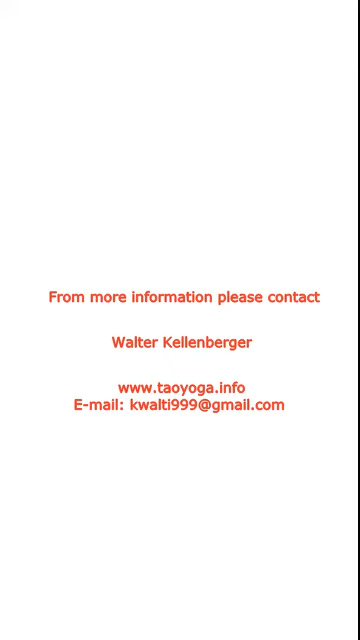 From more information please contact
Walter Kellenberger
www.taoyoga.info
E-mail: kwalti999@gmail.com